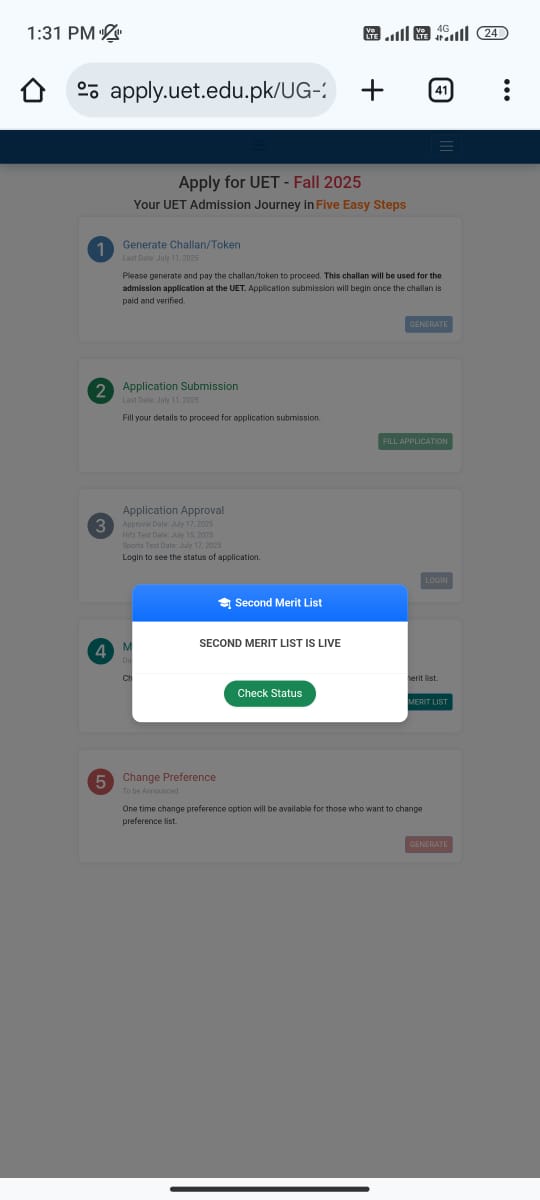 1:31 PM
Vo LTE
Vo LTE
4G
24
apply.uet.edu.pk/UG-2
41
Apply for UET - Fall 2025
Your UET Admission Journey in Five Easy Steps
1
Generate Challan/Token
Last Date: July 11, 2025
Please generate and pay the challan/token to proceed. This challan will be used for the
admission application at the UET. Application submission will begin once the challan is
paid and verified.
GENERATE
2
Application Submission
Last Date: July 11, 2025
Fill your details to proceed for application submission.
FILL APPLICATION
3
Application Approval
Approval Date: July 17, 2025
Hifz Test Date: July 15, 2025
Sports Test Date: July 17, 2025
Login to see the status of application.
LOGIN
Second Merit List
SECOND MERIT LIST IS LIVE
Check Status
4
M
Ch
merit list.
MERIT LIST
5
Change Preference
To be Announced
One time change preference option will be available for those who want to change
preference list.
GENERATE